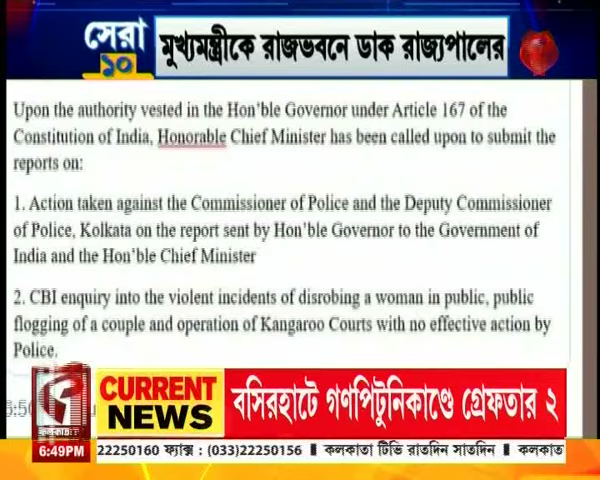 সেরা
১০
মুখ্যমন্ত্রীকে রাজভবনে ডাক রাজ্যপালের
Upon the authority vested in the Hon'ble Governor under Article 167 of the
Constitution of India, Honorable Chief Minister has been called upon to submit the
reports on:
1. Action taken against the Commissioner of Police and the Deputy Commissioner
of Police, Kolkata on the report sent by Hon'ble Governor to the Government of
India and the Hon'ble Chief Minister
2. CBI enquiry into the violent incidents of disrobing a woman in public, public
flogging of a couple and operation of Kangaroo Courts with no effective action by
Police.
CURRENT
NEWS
বসিরহাটে গণপিটুনিকাণ্ডে গ্রেফতার ২
6:49PM
22250160 ফ্যাক্স : (033)22250156 ▮ কলকাতা টিভি রাতদিন সাতদিন ▮ কলকাত